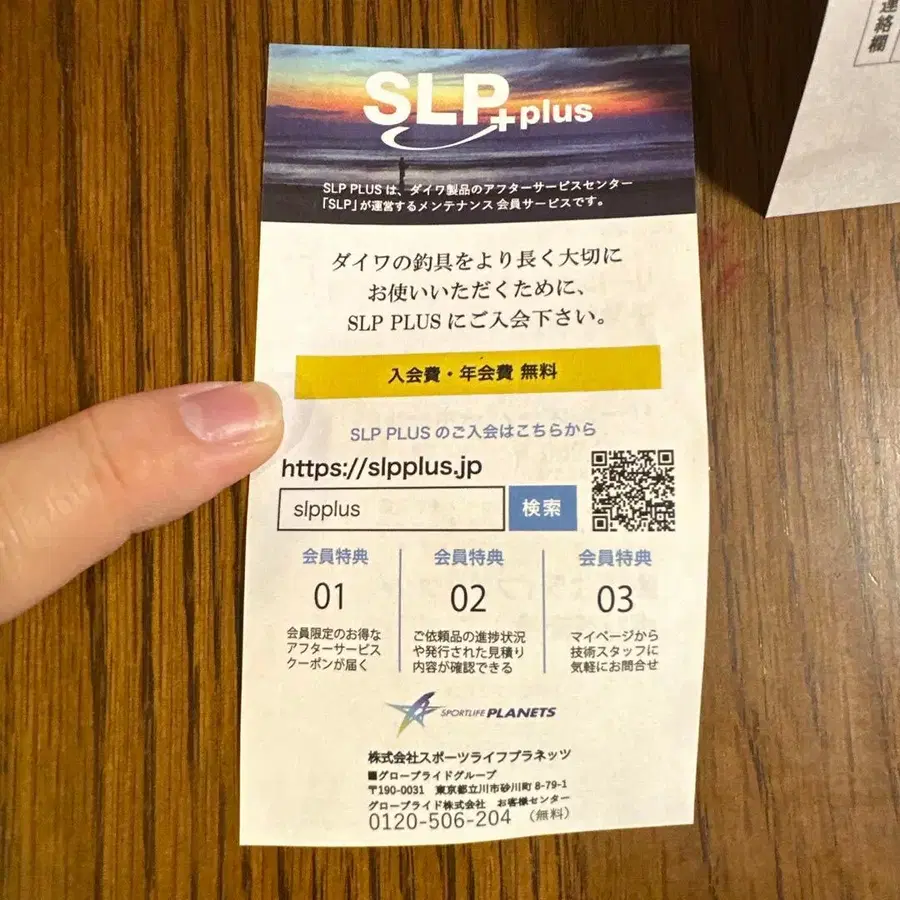 連絡欄
SLP+plus
SLP PLUS は、ダイワ製品のアフターサービスセンター
「SLP」が運営するメンテナンス会員サービスです。
ダイワの釣具をより長く大切に
お使いいただくために、
SLP PLUS にご入会下さい。
入会費・年会費 無料
SLP PLUS のご入会はこちらから
https://slpplus.jp
slpplus 検索
会員特典
01
会員限定のお得な
アフターサービス
クーポンが届く
会員特典
02
ご依頼品の進捗状況
や発行された見積り
内容が確認できる
会員特典
03
マイページから
技術スタッフに
気軽にお問合せ
SPORTLIFE PLANETS
株式会社スポーツライフプラネッツ
■グローブライドグループ
〒190-0031 東京都立川市砂川町 8-79-1
グローブライド株式会社 お客様センター
0120-506-204 （無料）